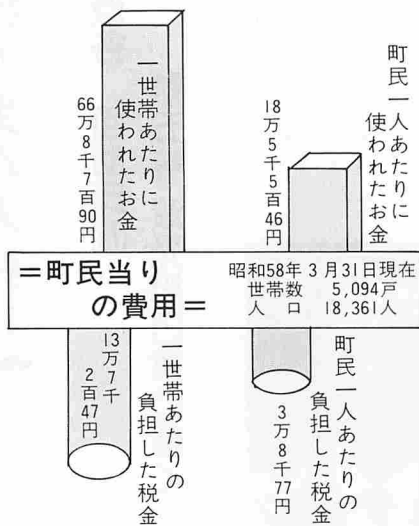 町民一人あたりに
使われたお金
18万5千5百46円
一世帯あたりに
使われたお金
66万8千7百90円
=町民当り
の費用=
昭和58年3月31日現在
世帯数 5,094戸
人口 18,361人
町民一人あたりの
負担した税金
3万8千77円
一世帯あたりの
負担した税金
13万7千
2百47円